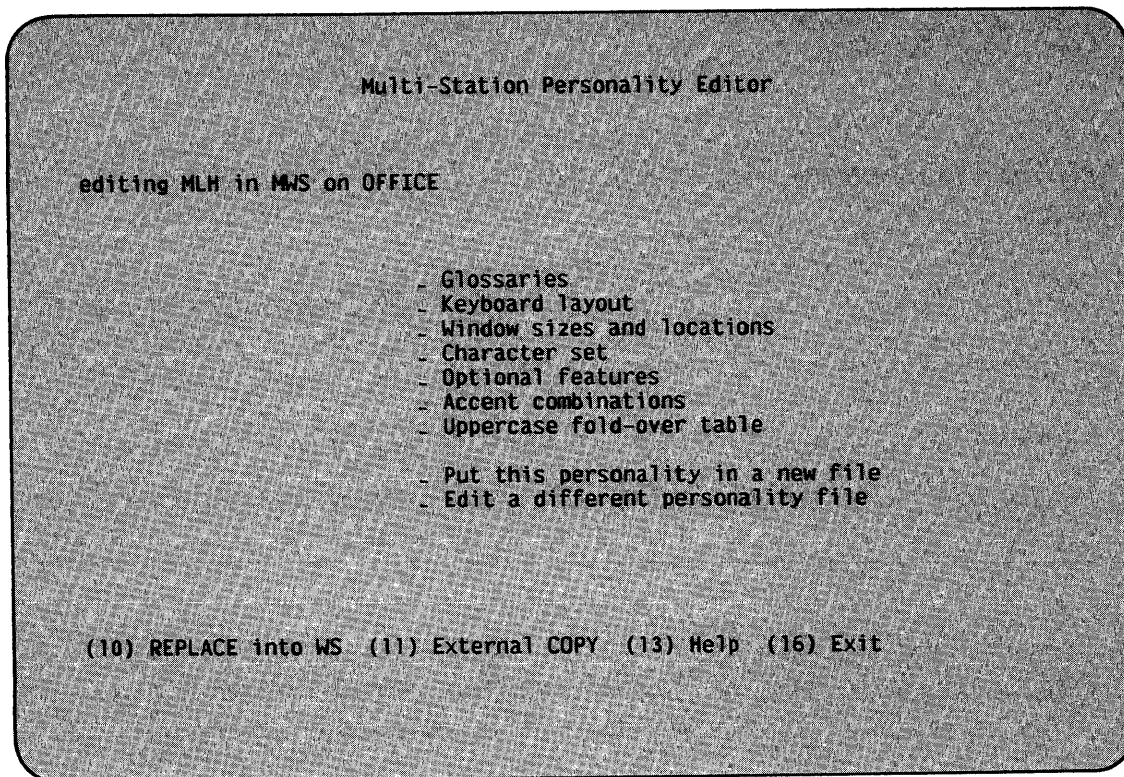 Multi-Station Personality Editor
editing MLH in MWS on OFFICE
_ Glossaries
_ Keyboard layout
_ Window sizes and locations
_ Character set
_ Optional features
_ Accent combinations
_ Uppercase fold-over table
_ Put this personality in a new file
_ Edit a different personality file
(10) REPLACE into WS (11) External COPY (13) Help (16) Exit